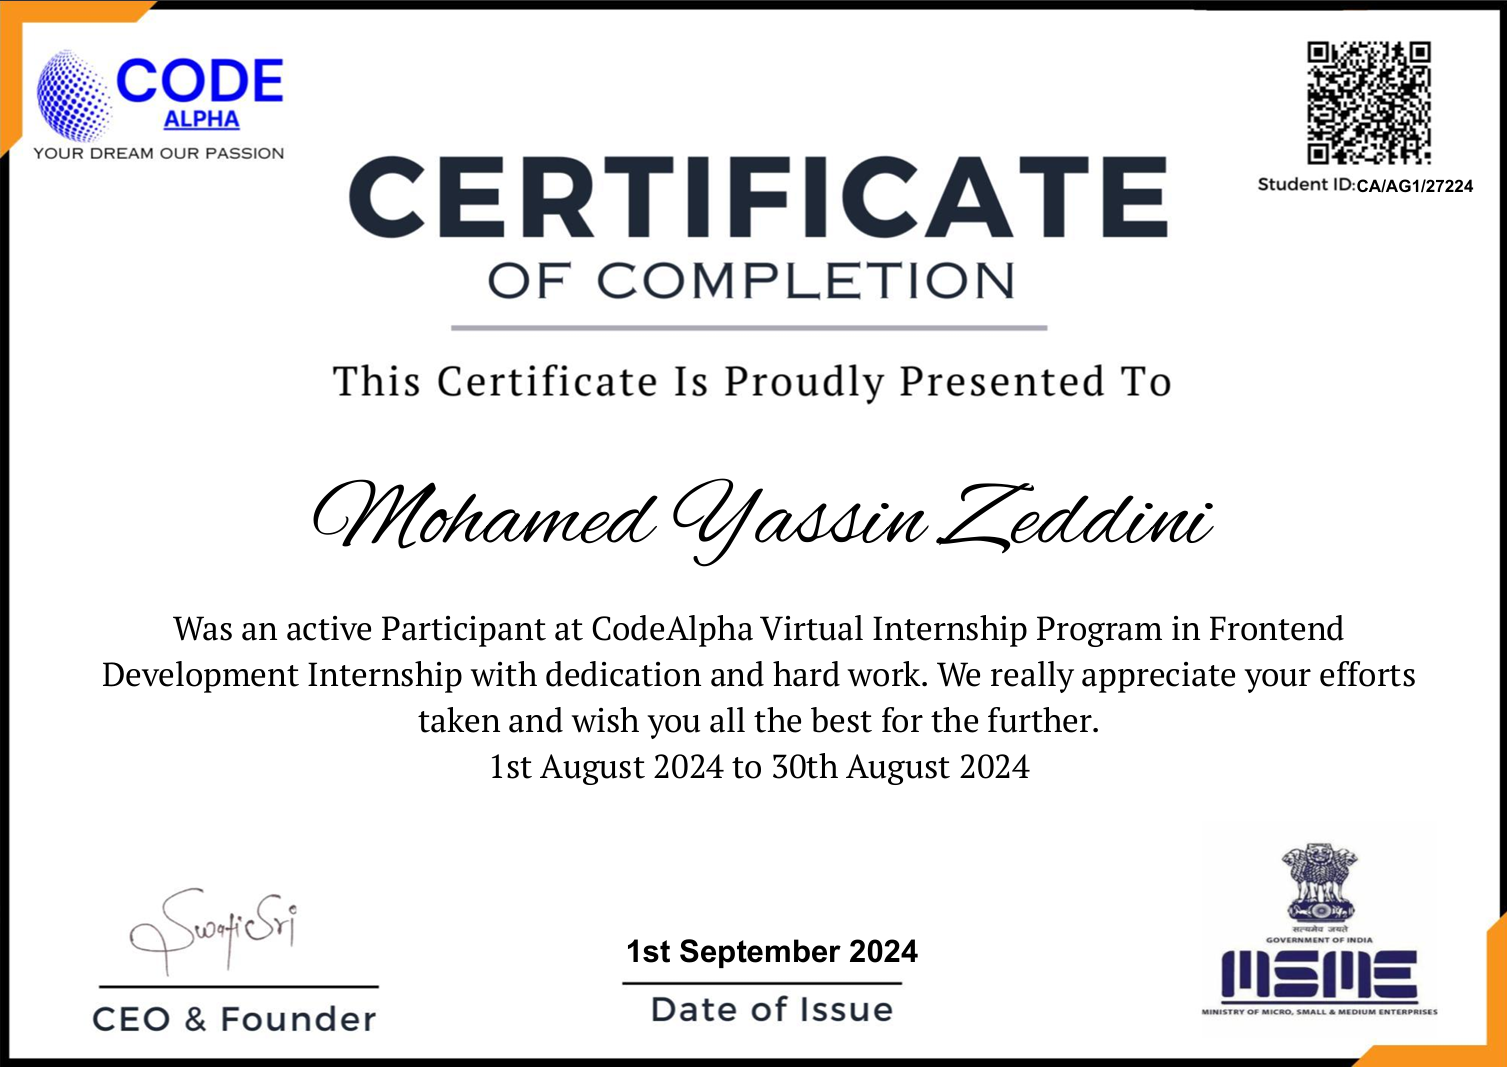 CODE
ALPHA
YOUR DREAM OUR PASSION
Student ID:CA/AG1/27224
CERTIFICATE
OF COMPLETION
This Certificate Is Proudly Presented To
Mohamed Yassin Zeddini
Was an active Participant at CodeAlpha Virtual Internship Program in Frontend
Development Internship with dedication and hard work. We really appreciate your efforts
taken and wish you all the best for the further.
1st August 2024 to 30th August 2024
SwatiSri
CEO & Founder
1st September 2024
Date of Issue
सत्यमेव जयते
GOVERNMENT OF INDIA
MSME
MINISTRY OF MICRO, SMALL & MEDIUM ENTERPRISES